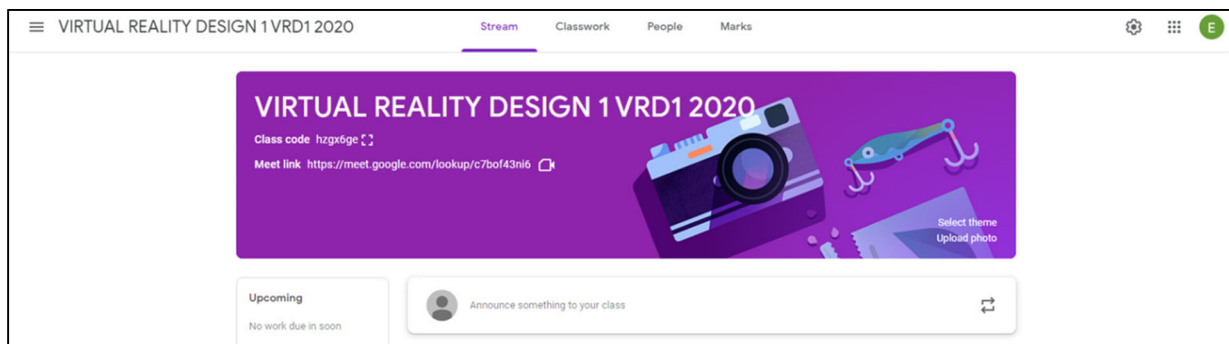 VIRTUAL REALITY DESIGN 1 VRD1 2020
Stream Classwork People Marks
E
VIRTUAL REALITY DESIGN 1 VRD1 2020
Class code hzgx6ge
Meet link https://meet.google.com/lookup/c7bof43ni6
Select theme
Upload photo
Upcoming
No work due in soon
Announce something to your class